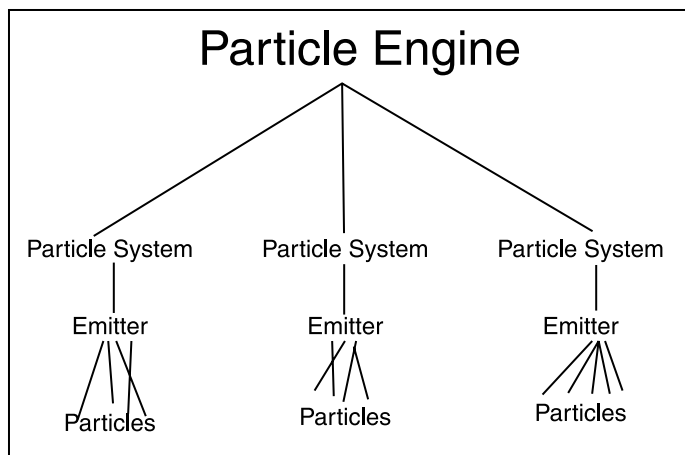 Particle Engine
Particle System Particle System Particle System
Emitter Emitter Emitter
Particles Particles Particles